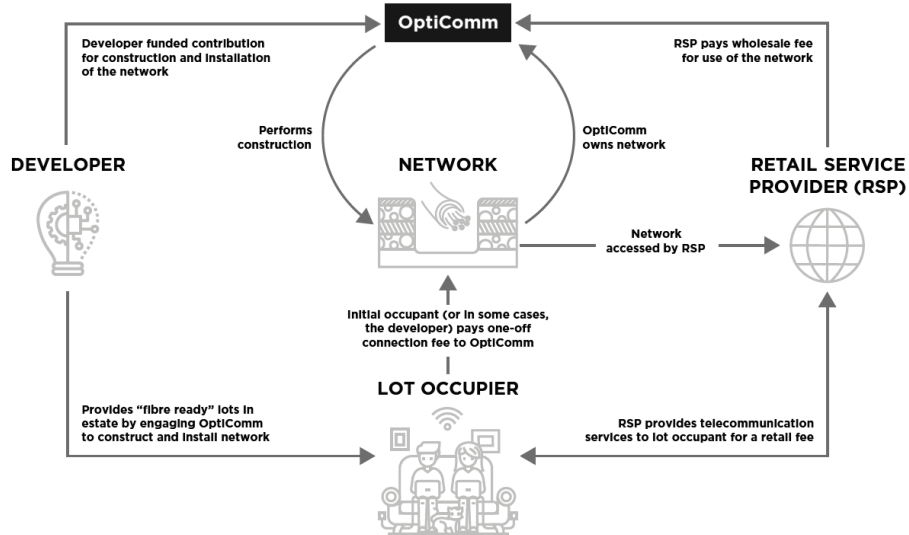 OptiComm
Developer funded contribution
for construction and installation
of the network
RSP pays wholesale fee
for use of the network
Performs
construction
OptiComm
owns network
DEVELOPER
NETWORK
RETAIL SERVICE
PROVIDER (RSP)
Network
accessed by RSP
Initial occupant (or in some cases,
the developer) pays one-off
connection fee to OptiComm
LOT OCCUPIER
Provides “fibre ready” lots in
estate by engaging OptiComm
to construct and install network
RSP provides telecommunication
services to lot occupant for a retail fee